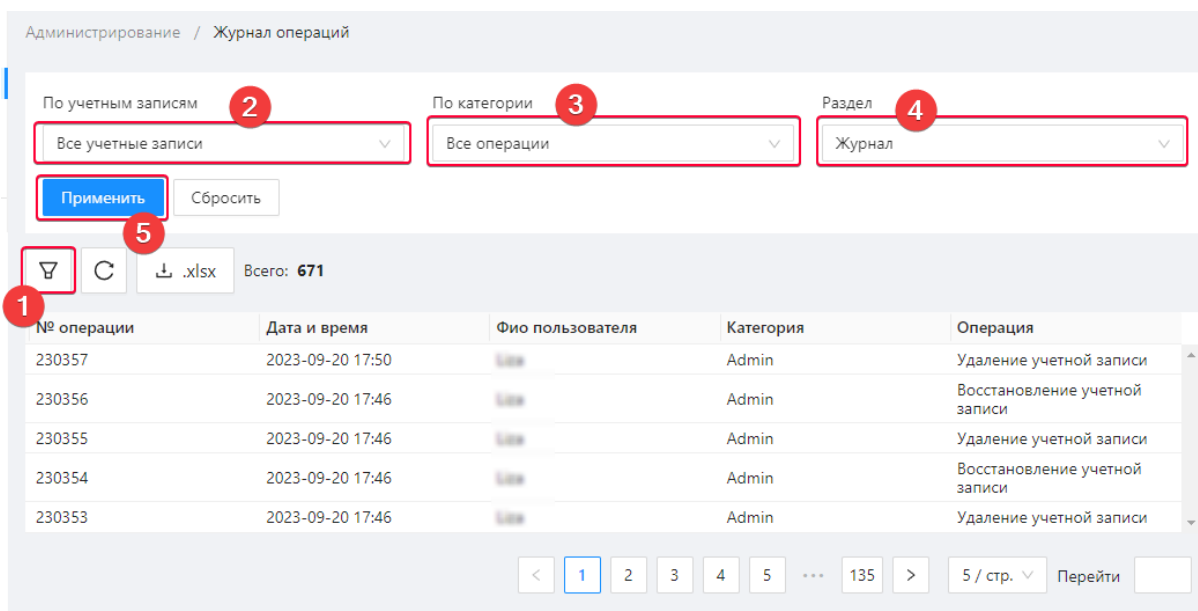 Администрирование / Журнал операций
По учетным записям 2 По категории 3 Раздел 4
Все учетные записи Все операции Журнал
Применить Сбросить
5
.xlsx Всего: 671
1
№ операции Дата и время Фио пользователя Категория Операция
230357 2023-09-20 17:50 Admin Удаление учетной записи
230356 2023-09-20 17:46 Admin Восстановление учетной
записи
230355 2023-09-20 17:46 Admin Удаление учетной записи
230354 2023-09-20 17:46 Admin Восстановление учетной
записи
230353 2023-09-20 17:46 Admin Удаление учетной записи
< 1 2 3 4 5 ••• 135 > 5 / стр. Перейти